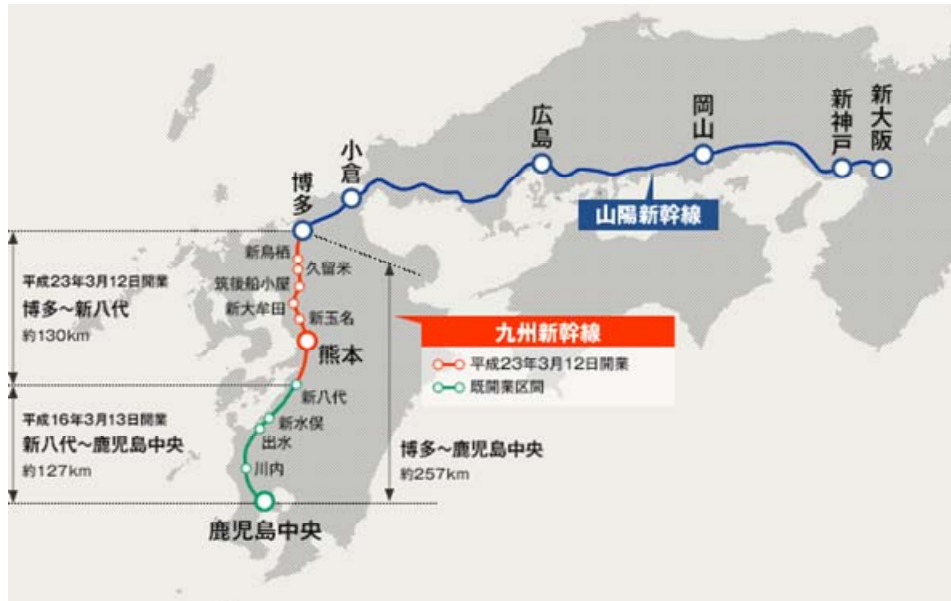 新大阪
新神戸
岡山
広島
小倉
博多
山陽新幹線
新鳥栖
久留米
筑後船小屋
新大牟田
新玉名
熊本
新八代
新水俣
出水
川内
鹿児島中央
平成23年3月12日開業
博多~新八代
約130km
平成16年3月13日開業
新八代~鹿児島中央
約127km
九州新幹線
平成23年3月12日開業
既開業区間
博多~鹿児島中央
約257km